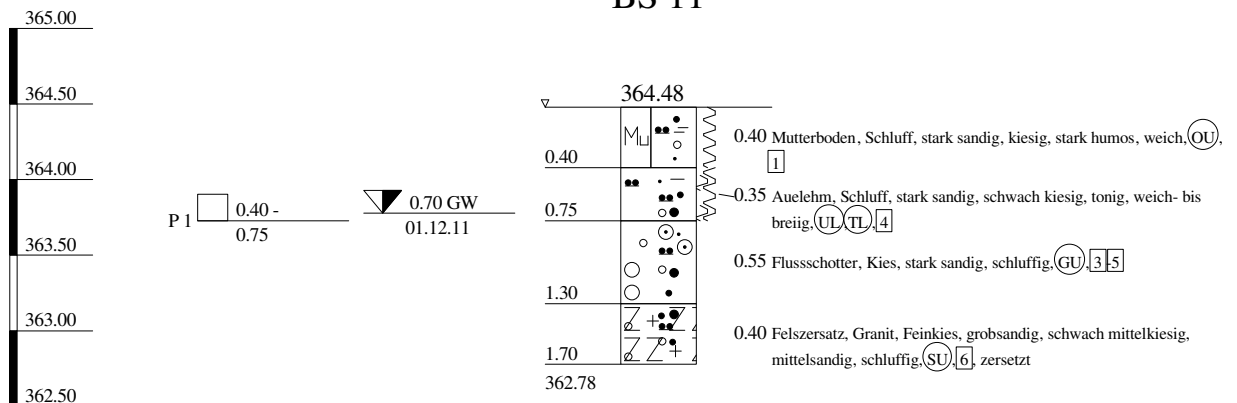 BS 11
365.00
364.50
364.00
363.50
363.00
362.50
P 1
0.40 -
0.75
0.70 GW
01.12.11
364.48
Mu
0.40
0.75
1.30
1.70
362.78
0.40 Mutterboden, Schluff, stark sandig, kiesig, stark humos, weich, OU,
1
0.35 Auelehm, Schluff, stark sandig, schwach kiesig, tonig, weich- bis
breiig, UL, TL, 4
0.55 Flussschotter, Kies, stark sandig, schluffig, GU, 3-5
0.40 Felszersatz, Granit, Feinkies, grobsandig, schwach mittelkiesig,
mittelsandig, schluffig, SU, 6, zersetzt